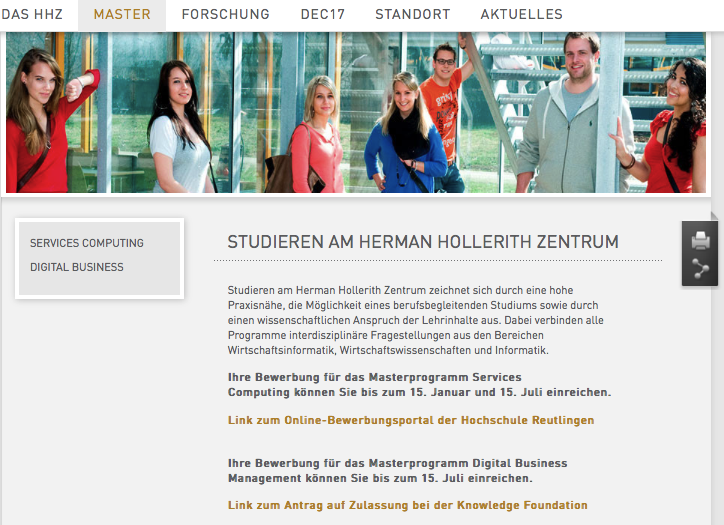 DAS HHZ MASTER FORSCHUNG DEC17 STANDORT AKTUELLES
SERVICES COMPUTING
DIGITAL BUSINESS
STUDIEREN AM HERMAN HOLLERITH ZENTRUM
Studieren am Herman Hollerith Zentrum zeichnet sich durch eine hohe
Praxisnähe, die Möglichkeit eines berufsbegleitenden Studiums sowie durch
einen wissenschaftlichen Anspruch der Lehrinhalte aus. Dabei verbinden alle
Programme interdisziplinäre Fragestellungen aus den Bereichen
Wirtschaftsinformatik, Wirtschaftswissenschaften und Informatik.
Ihre Bewerbung für das Masterprogramm Services
Computing können Sie bis zum 15. Januar und 15. Juli einreichen.
Link zum Online-Bewerbungsportal der Hochschule Reutlingen
Ihre Bewerbung für das Masterprogramm Digital Business
Management können Sie bis zum 15. Juli einreichen.
Link zum Antrag auf Zulassung bei der Knowledge Foundation